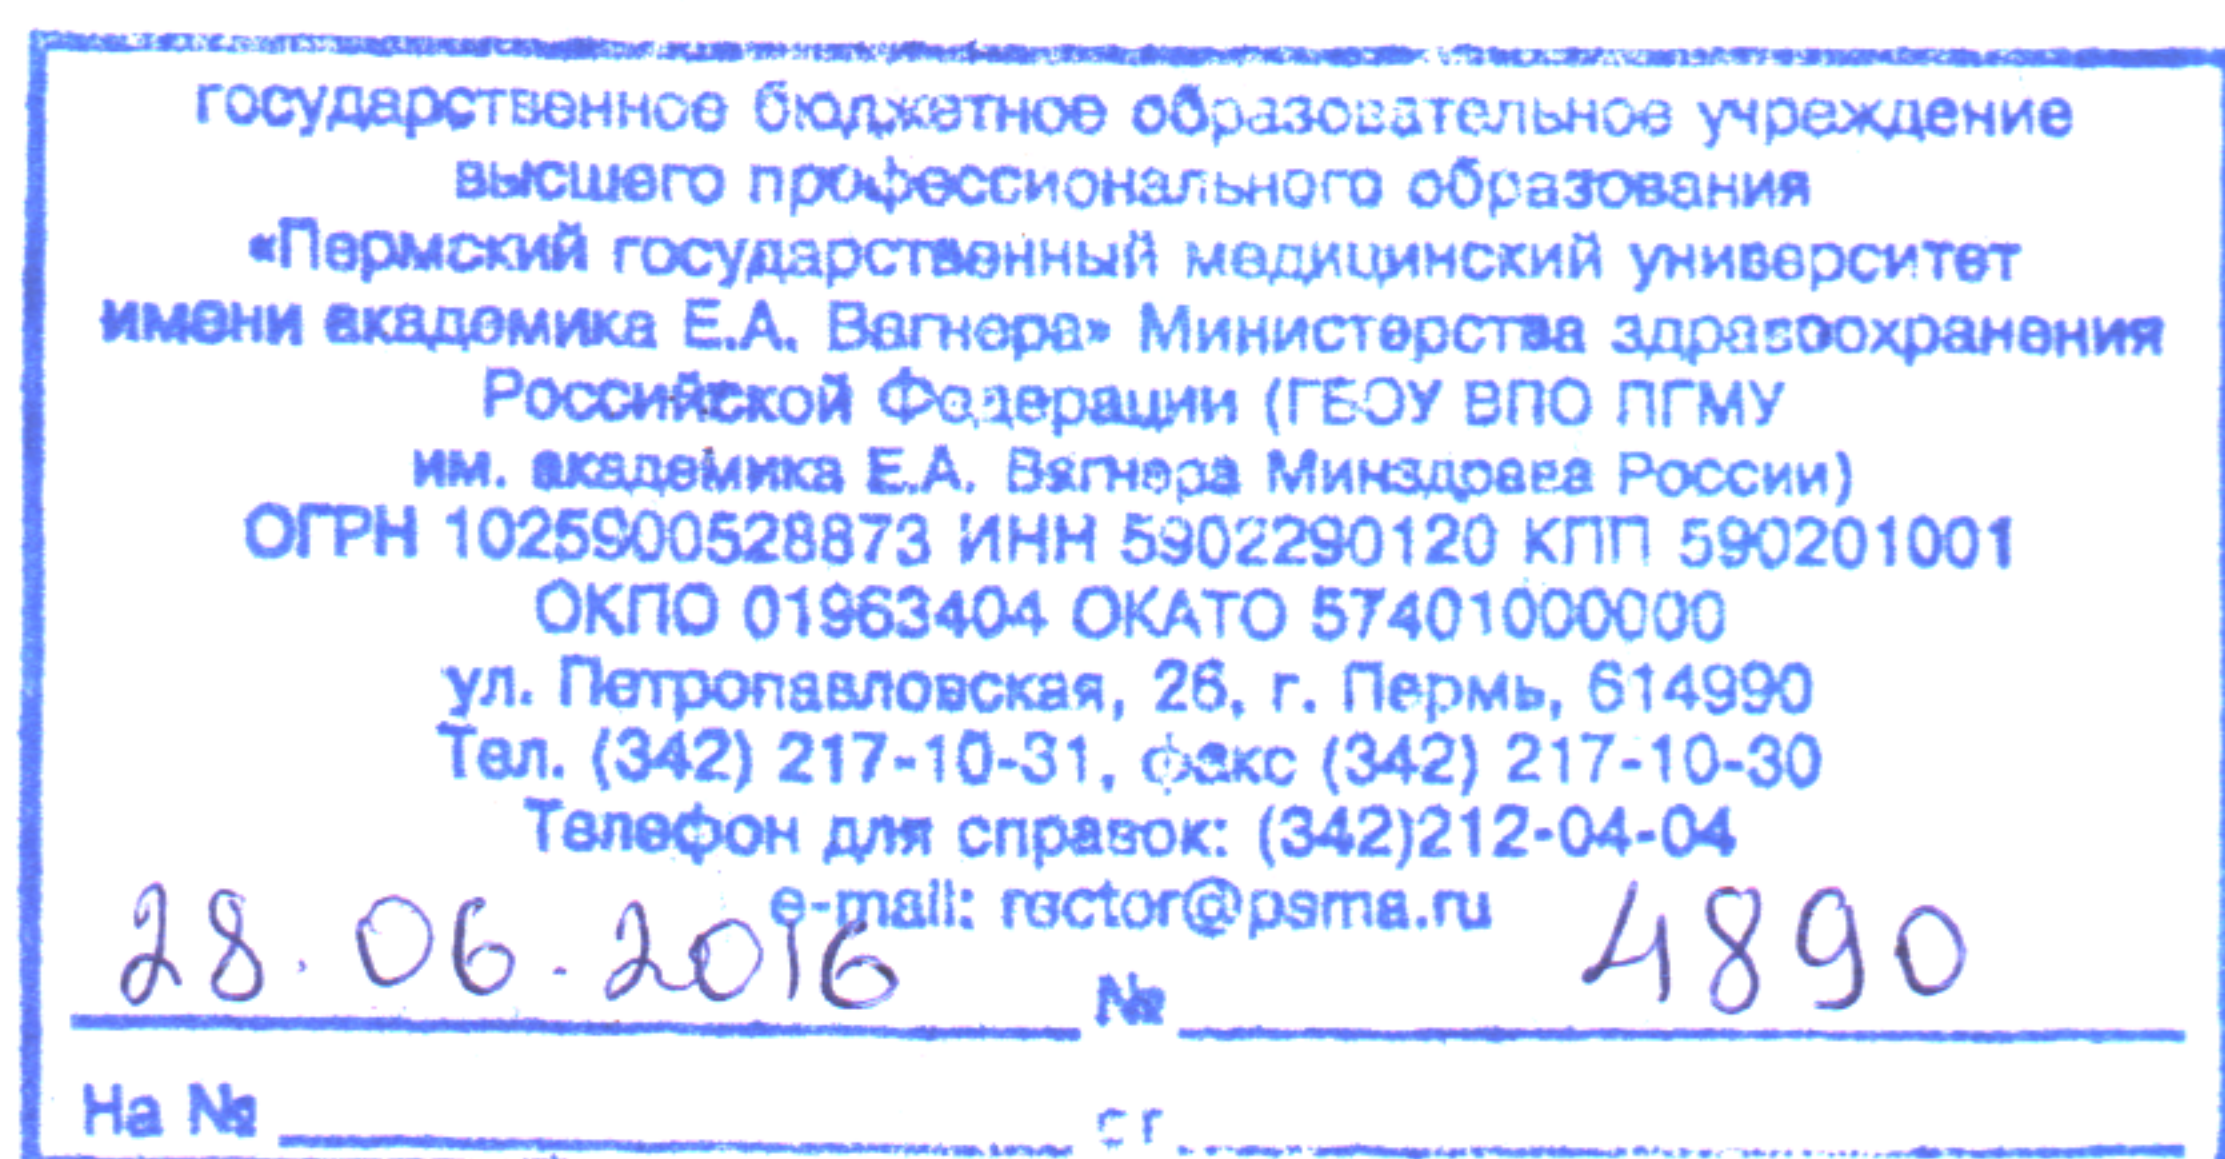 государственное бюджетное образовательное учреждение
высшего профессионального образования
«Пермский государственный медицинский университет
имени академика Е.А. Вагнера» Министерства здравоохранения
Российской Федерации (ГБОУ ВПО ПГМУ
им. академика Е.А. Вагнера Минздрава России)
ОГРН 1025900528873 ИНН 5902290120 КПП 590201001
ОКПО 01963404 ОКАТО 57401000000
ул. Петропавловская, 26, г. Пермь, 614990
Тел. (342) 217-10-31, факс (342) 217-10-30
Телефон для справок: (342)212-04-04
e-mail: rector@psma.ru
28.06.2016 № 4890
На № от